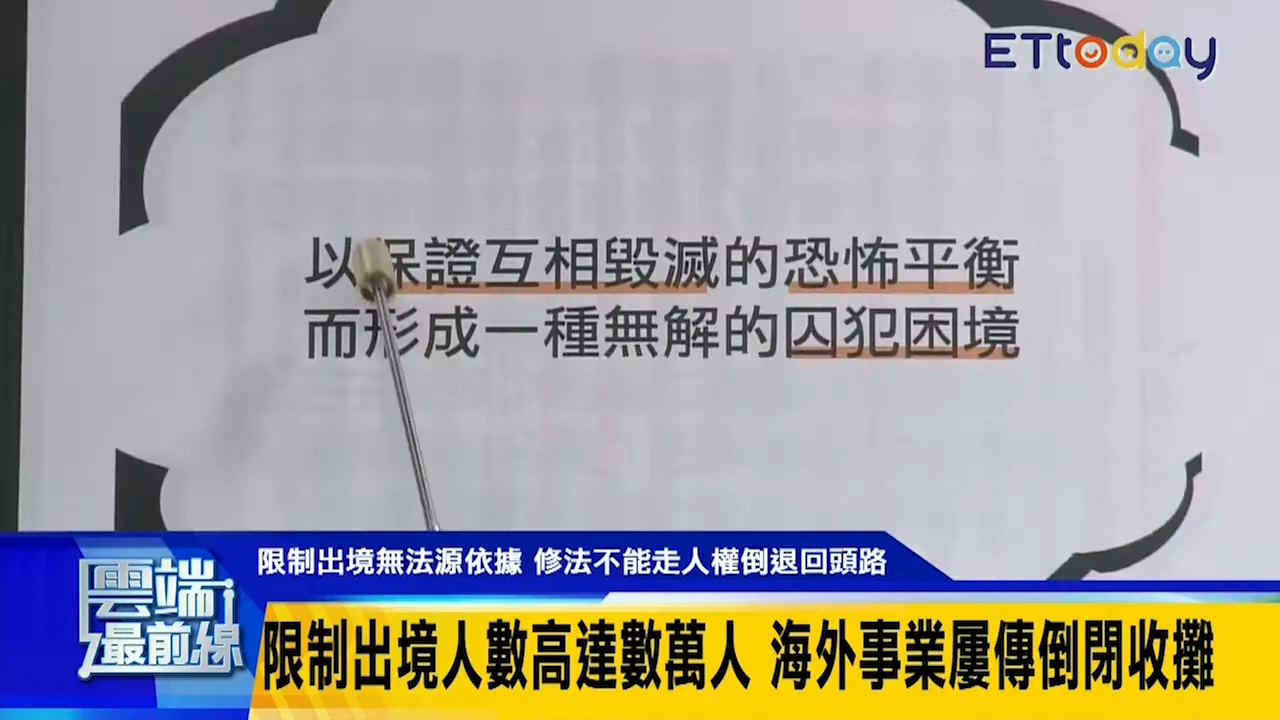 ETtoday
以保證互相毀滅的恐怖平衡
而形成一種無解的囚犯困境
限制出境無法源依據 修法不能走人權倒退回頭路
雲端
最前線
限制出境人數高達數萬人 海外事業屢傳倒閉收攤